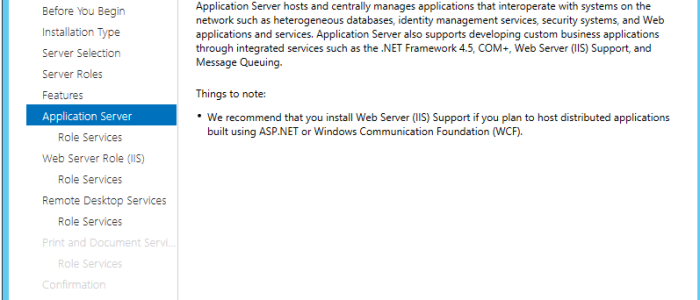 Before You Begin
Installation Type
Server Selection
Server Roles
Features
Application Server
Role Services
Web Server Role (IIS)
Role Services
Remote Desktop Services
Role Services
Print and Document Servi...
Role Services
Confirmation
Application Server hosts and centrally manages applications that interoperate with systems on the
network such as heterogeneous databases, identity management services, security systems, and Web
applications and services. Application Server also supports developing custom business applications
through integrated services such as the .NET Framework 4.5, COM+, Web Server (IIS) Support, and
Message Queuing.
Things to note:
• We recommend that you install Web Server (IIS) Support if you plan to host distributed applications
built using ASP.NET or Windows Communication Foundation (WCF).